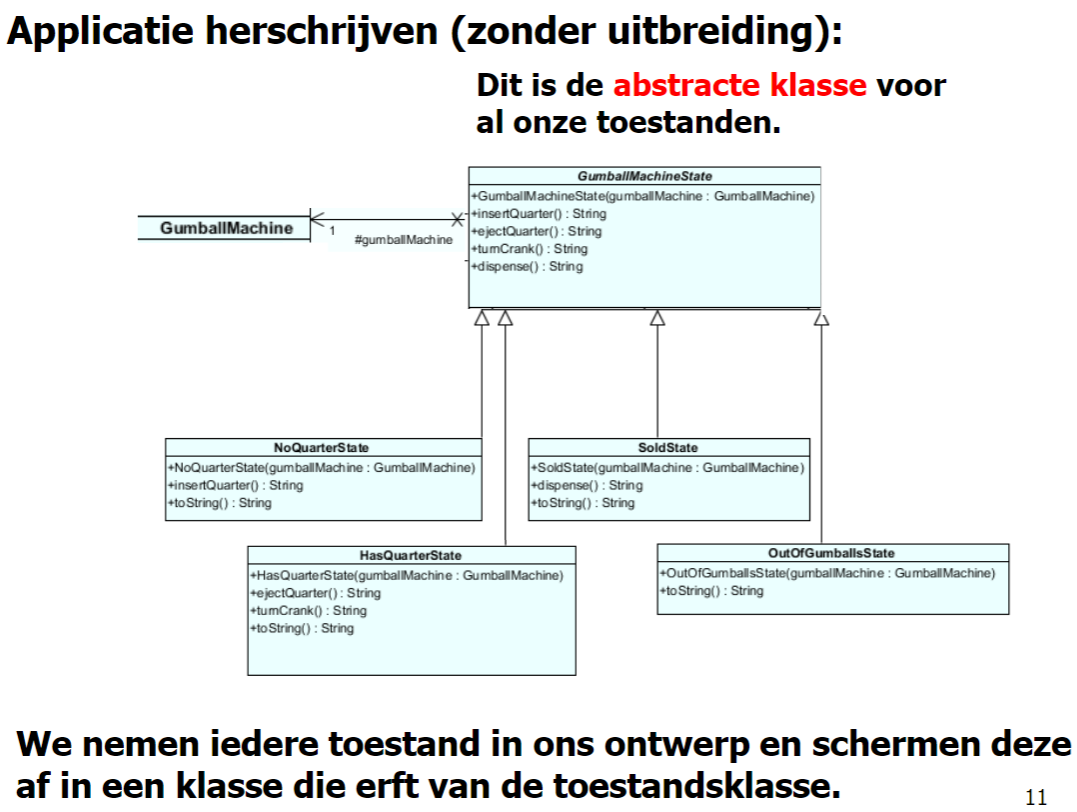 Applicatie herschrijven (zonder uitbreiding):
Dit is de abstracte klasse voor
al onze toestanden.
GumballMachineState
+GumballMachineState(gumballMachine : GumballMachine)
+insertQuarter() : String
+ejectQuarter() : String
+turnCrank() : String
+dispense() : String
GumballMachine
1
#gumballMachine
NoQuarterState
+NoQuarterState(gumballMachine : GumballMachine)
+insertQuarter() : String
+toString() : String
SoldState
+SoldState(gumballMachine : GumballMachine)
+dispense() : String
+toString() : String
HasQuarterState
+HasQuarterState(gumballMachine : GumballMachine)
+ejectQuarter() : String
+turnCrank() : String
+toString() : String
OutOfGumballsState
+OutOfGumballsState(gumballMachine : GumballMachine)
+toString() : String
We nemen iedere toestand in ons ontwerp en schermen deze
af in een klasse die erft van de toestandsklasse.
11